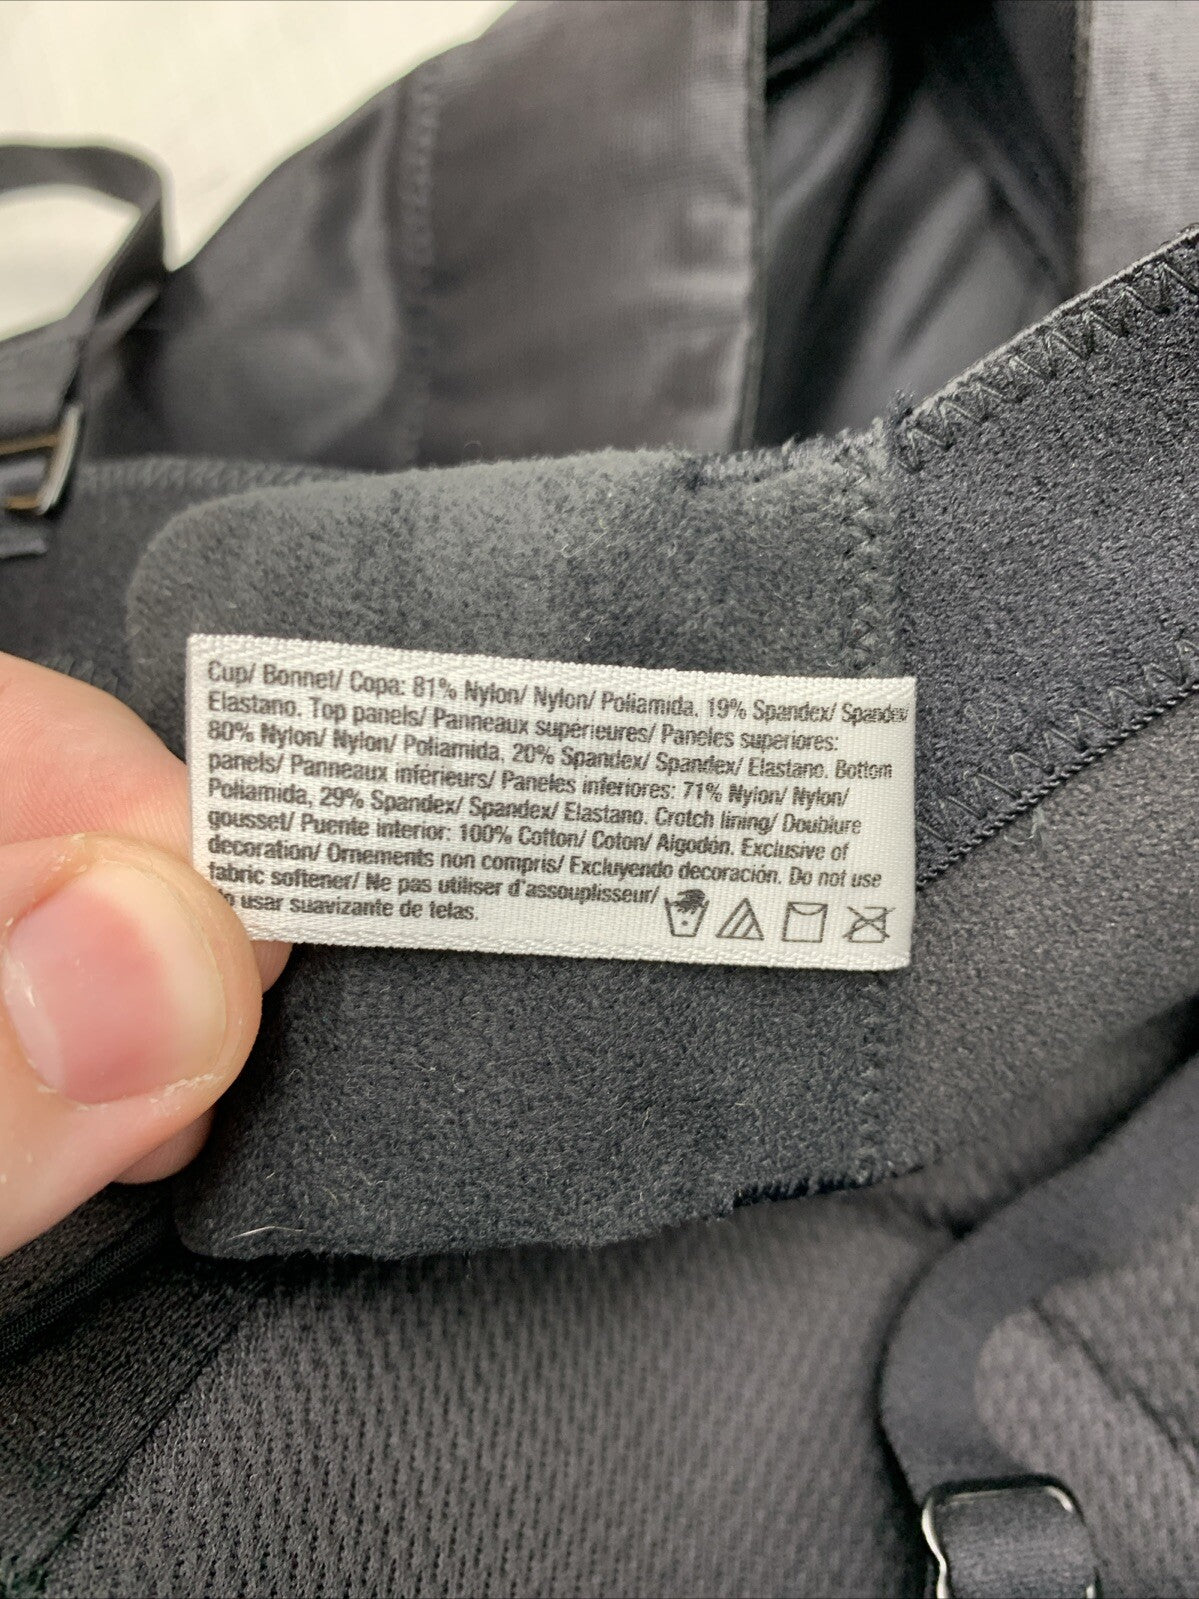 Cup/ Bonnet/ Copa: 81% Nylon/ Nylon/ Poliamida, 19% Spandex/ Spandex/
Elastano. Top panels/ Panneaux supérieures/ Paneles superiores:
80% Nylon/ Nylon/ Poliamida, 20% Spandex/ Spandex/ Elastano. Bottom
panels/ Panneaux inférieurs/ Paneles inferiores: 71% Nylon/ Nylon/
Poliamida, 29% Spandex/ Spandex/ Elastano. Crotch lining/ Doublure
gousset/ Puente interior: 100% Cotton/ Coton/ Algodón. Exclusive of
decoration/ Ornements non compris/ Excluyendo decoración. Do not use
fabric softener/ Ne pas utiliser d'assouplisseur/
usar suavizante de telas.